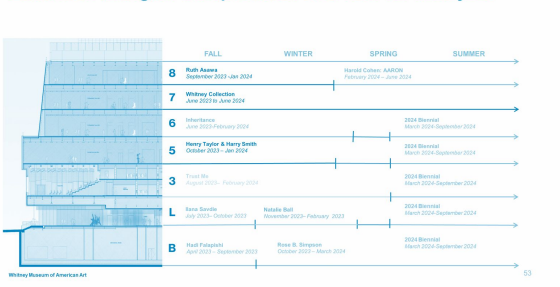 FALL WINTER SPRING SUMMER
8 Ruth Asawa Harold Cohen: AARON
September 2023 -Jan 2024 February 2024 – June 2024
7 Whitney Collection
June 2023 to June 2024
6 Inheritance 2024 Biennial
June 2023-February 2024 March 2024-September 2024
5 Henry Taylor & Harry Smith 2024 Biennial
October 2023 – Jan 2024 March 2024-September 2024
3 Trust Me 2024 Biennial
August 2023– February 2024 March 2024-September 2024
L Ilana Savdie Natalie Ball 2024 Biennial
July 2023– October 2023 November 2023- February 2023 March 2024-September 2024
B Hadi Falapishi Rose B. Simpson 2024 Biennial
April 2023 – September 2023 October 2023 – March 2024 March 2024-September 2024
Whitney Museum of American Art 53